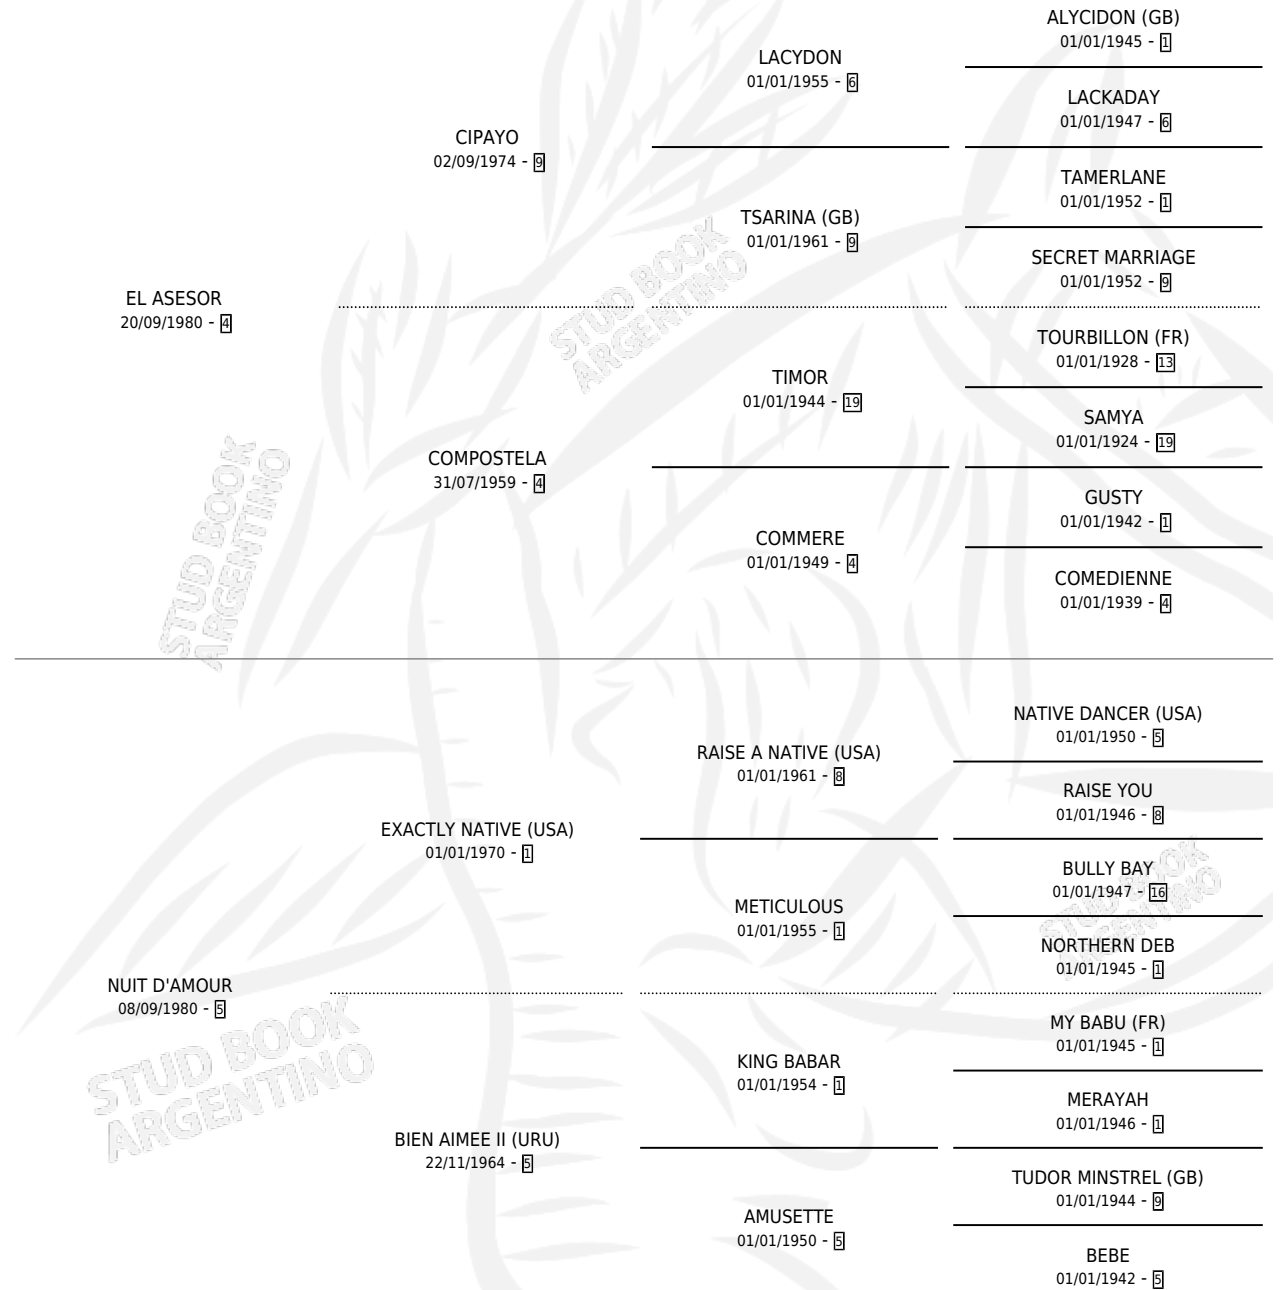 ALYCIDON (GB)
01/01/1945 - 1
LACYDON
01/01/1955 - 6
LACKADAY
01/01/1947 - 6
CIPAYO
02/09/1974 - 9
TAMERLANE
01/01/1952 - 1
TSARINA (GB)
01/01/1961 - 9
SECRET MARRIAGE
01/01/1952 - 9
EL ASESOR
20/09/1980 - 4
TOURBILLON (FR)
01/01/1928 - 13
TIMOR
01/01/1944 - 19
SAMYA
01/01/1924 - 19
COMPOSTELA
31/07/1959 - 4
GUSTY
01/01/1942 - 1
COMMERE
01/01/1949 - 4
COMEDIENNE
01/01/1939 - 4
STUD BOOK
ARGENTINO
STUD BOOK
ARGENTINO
NATIVE DANCER (USA)
01/01/1950 - 5
RAISE A NATIVE (USA)
01/01/1961 - 8
RAISE YOU
01/01/1946 - 8
EXACTLY NATIVE (USA)
01/01/1970 - 1
BULLY BAY
01/01/1947 - 16
METICULOUS
01/01/1955 - 1
NORTHERN DEB
01/01/1945 - 1
NUIT D'AMOUR
08/09/1980 - 5
MY BABU (FR)
01/01/1945 - 1
KING BABAR
01/01/1954 - 1
MERAYAH
01/01/1946 - 1
BIEN AIMEE II (URU)
22/11/1964 - 5
TUDOR MINSTREL (GB)
01/01/1944 - 9
AMUSETTE
01/01/1950 - 5
BEBE
01/01/1942 - 5
STUD BOOK
ARGENTINO
STUD BOOK
ARGENTINO